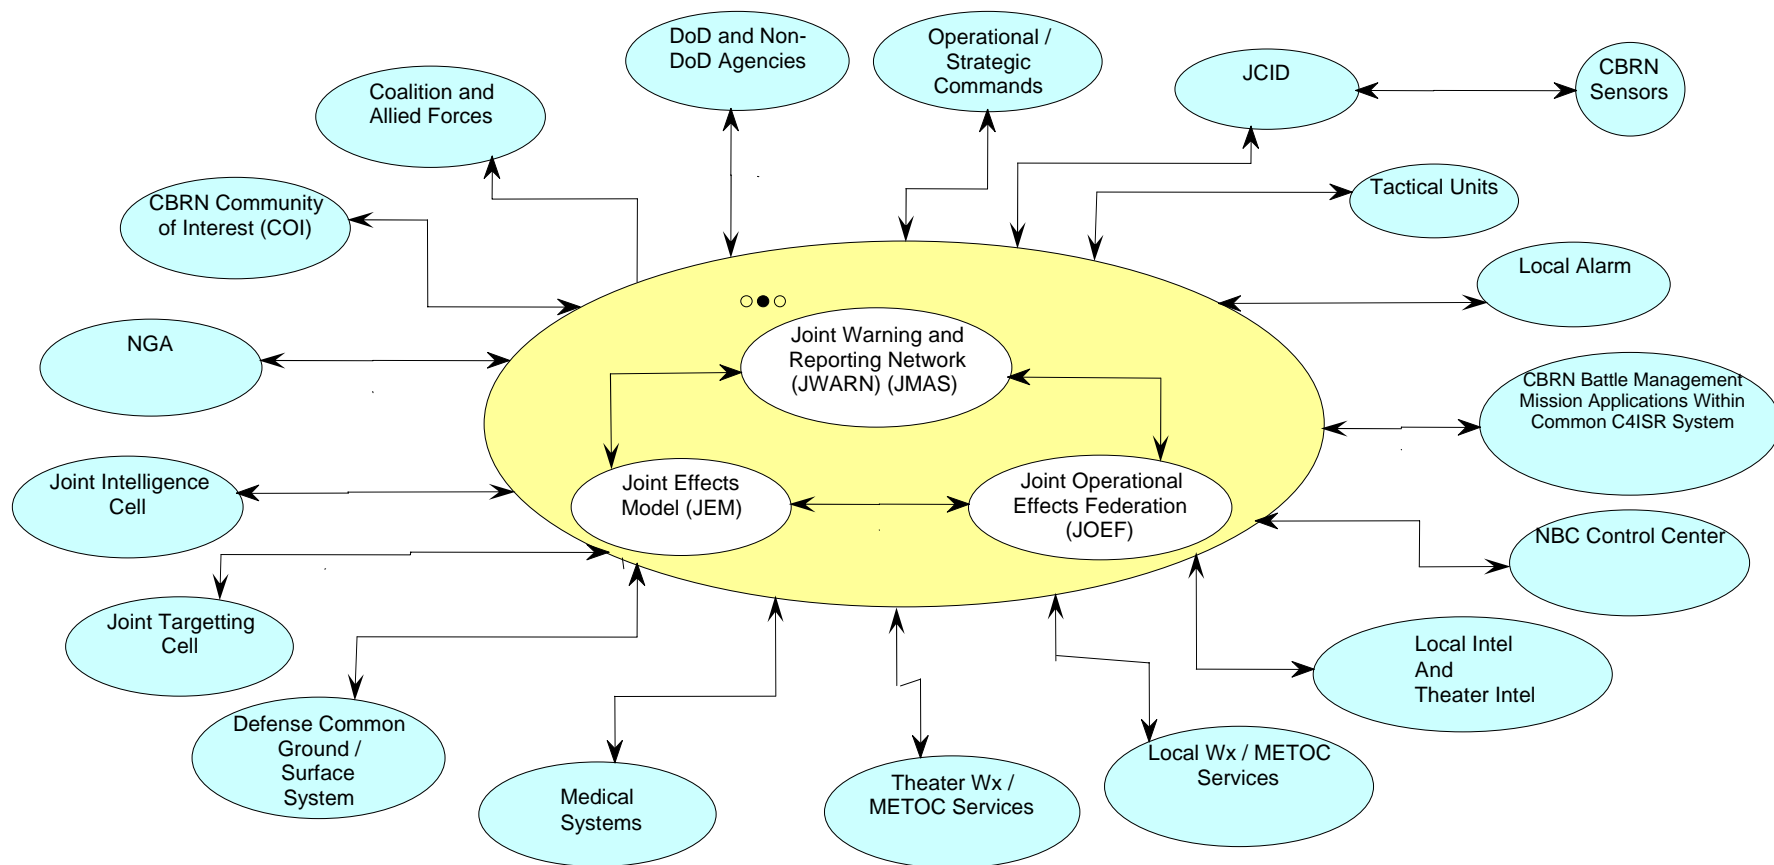 DoD and Non-
DoD Agencies
Operational /
Strategic
Commands
JCID
CBRN
Sensors
Coalition and
Allied Forces
Tactical Units
CBRN Community
of Interest (COI)
Local Alarm
NGA
Joint Warning and
Reporting Network
(JWARN) (JMAS)
CBRN Battle Management
Mission Applications Within
Common C4ISR System
Joint Intelligence
Cell
Joint Effects
Model (JEM)
Joint Operational
Effects Federation
(JOEF)
NBC Control Center
Joint Targetting
Cell
Local Intel
And
Theater Intel
Defense Common
Ground /
Surface
System
Medical
Systems
Theater Wx /
METOC Services
Local Wx / METOC
Services